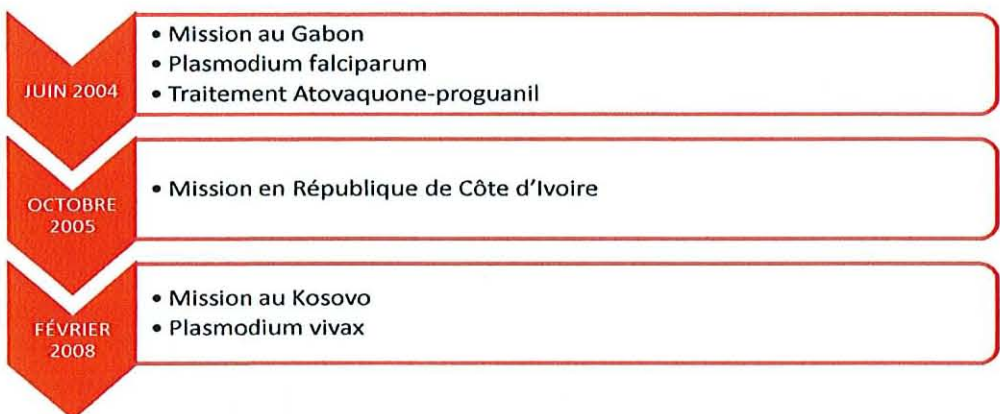 JUIN 2004
• Mission au Gabon
• Plasmodium falciparum
• Traitement Atovaquone-proguanil
OCTOBRE
2005
• Mission en République de Côte d'Ivoire
FÉVRIER
2008
• Mission au Kosovo
• Plasmodium vivax